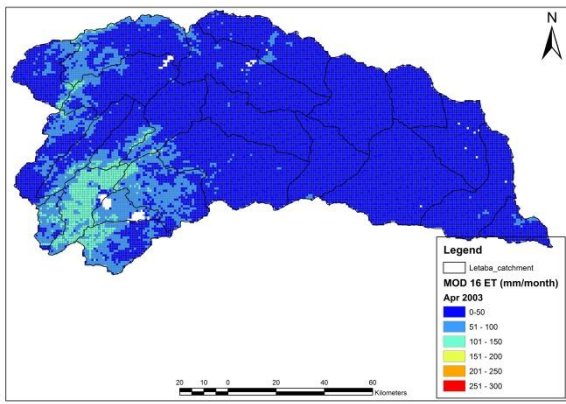 N
Legend
Letaba_catchment
MOD 16 ET (mm/month)
Apr 2003
0-50
51 - 100
101 - 150
151 - 200
201 - 250
251 - 300
20 10 0 20 40 60
Kilometers